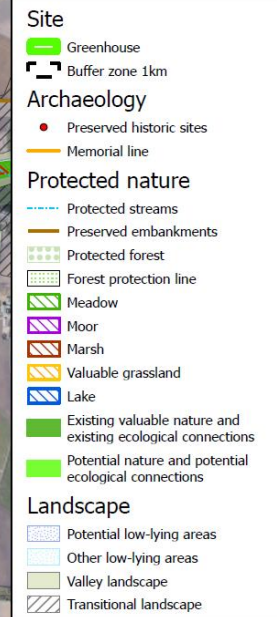 Site
Greenhouse
Buffer zone 1km
Archaeology
Preserved historic sites
Memorial line
Protected nature
Protected streams
Preserved embankments
Protected forest
Forest protection line
Meadow
Moor
Marsh
Valuable grassland
Lake
Existing valuable nature and
existing ecological connections
Potential nature and potential
ecological connections
Landscape
Potential low-lying areas
Other low-lying areas
Valley landscape
Transitional landscape